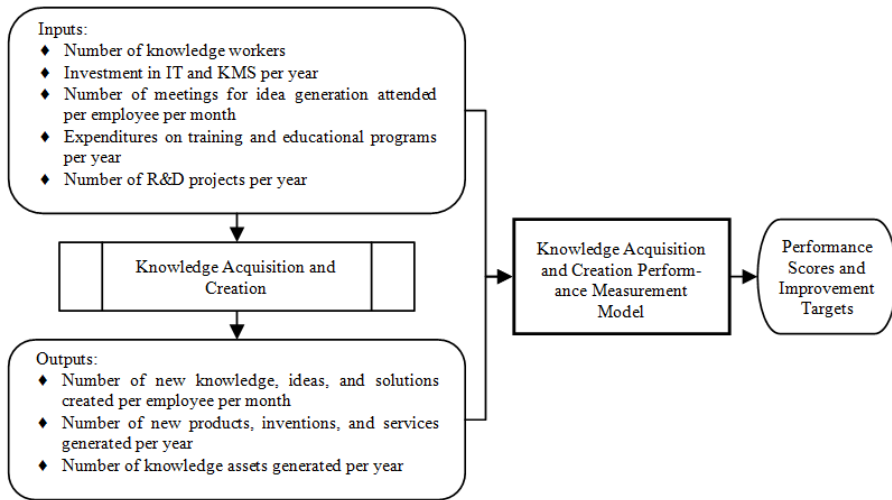 Inputs:
♦ Number of knowledge workers
♦ Investment in IT and KMS per year
♦ Number of meetings for idea generation attended
per employee per month
♦ Expenditures on training and educational programs
per year
♦ Number of R&D projects per year
Knowledge Acquisition and
Creation
Outputs:
♦ Number of new knowledge, ideas, and solutions
created per employee per month
♦ Number of new products, inventions, and services
generated per year
♦ Number of knowledge assets generated per year
Knowledge Acquisition
and Creation Perform-
ance Measurement
Model
Performance
Scores and
Improvement
Targets